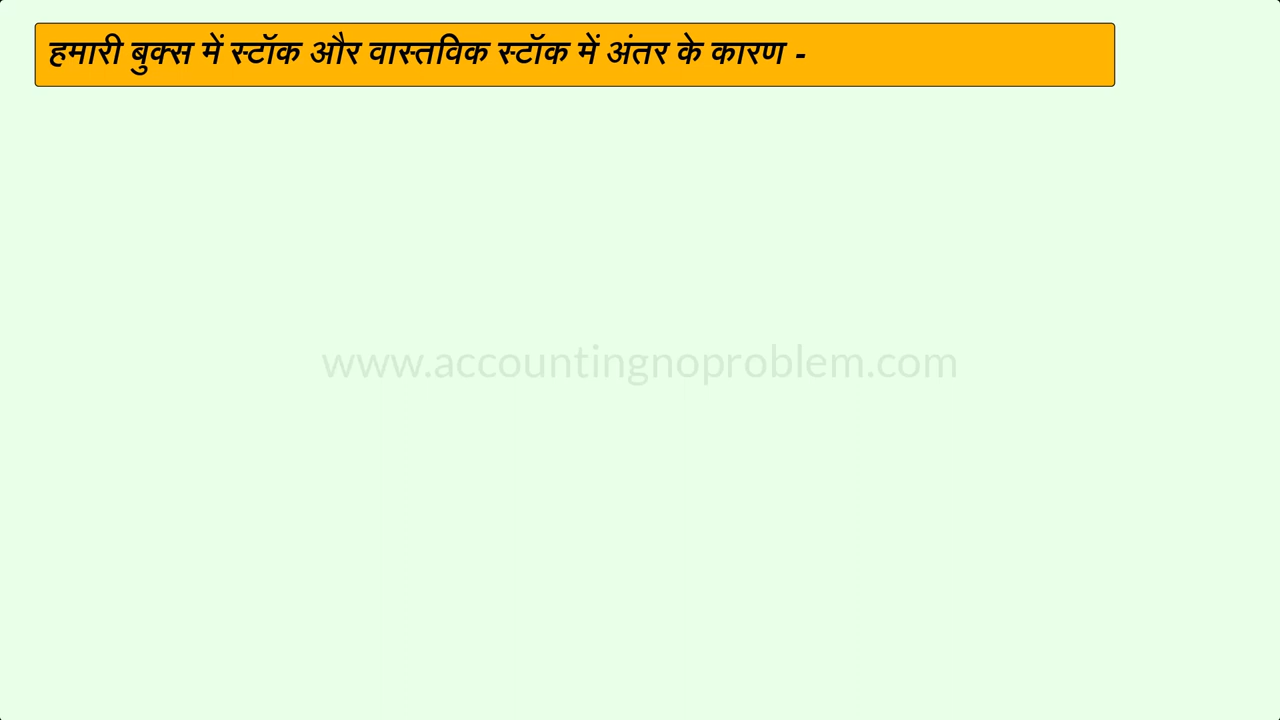 हमारी बुक्स में स्टॉक और वास्तविक स्टॉक में अंतर के कारण -
www.accountingnoproblem.com